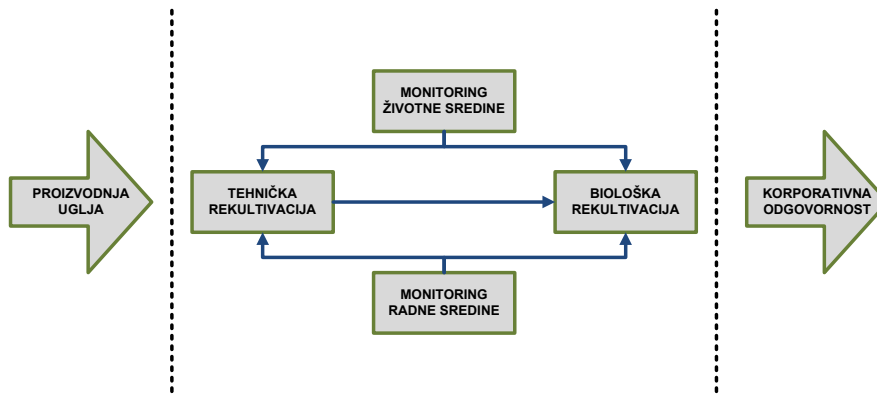 MONITORING
ŽIVOTNE SREDINE
PROIZVODNJA
UGLJA
TEHNIČKA
REKULTIVACIJA
BIOLOŠKA
REKULTIVACIJA
KORPORATIVNA
ODGOVORNOST
MONITORING
RADNE SREDINE